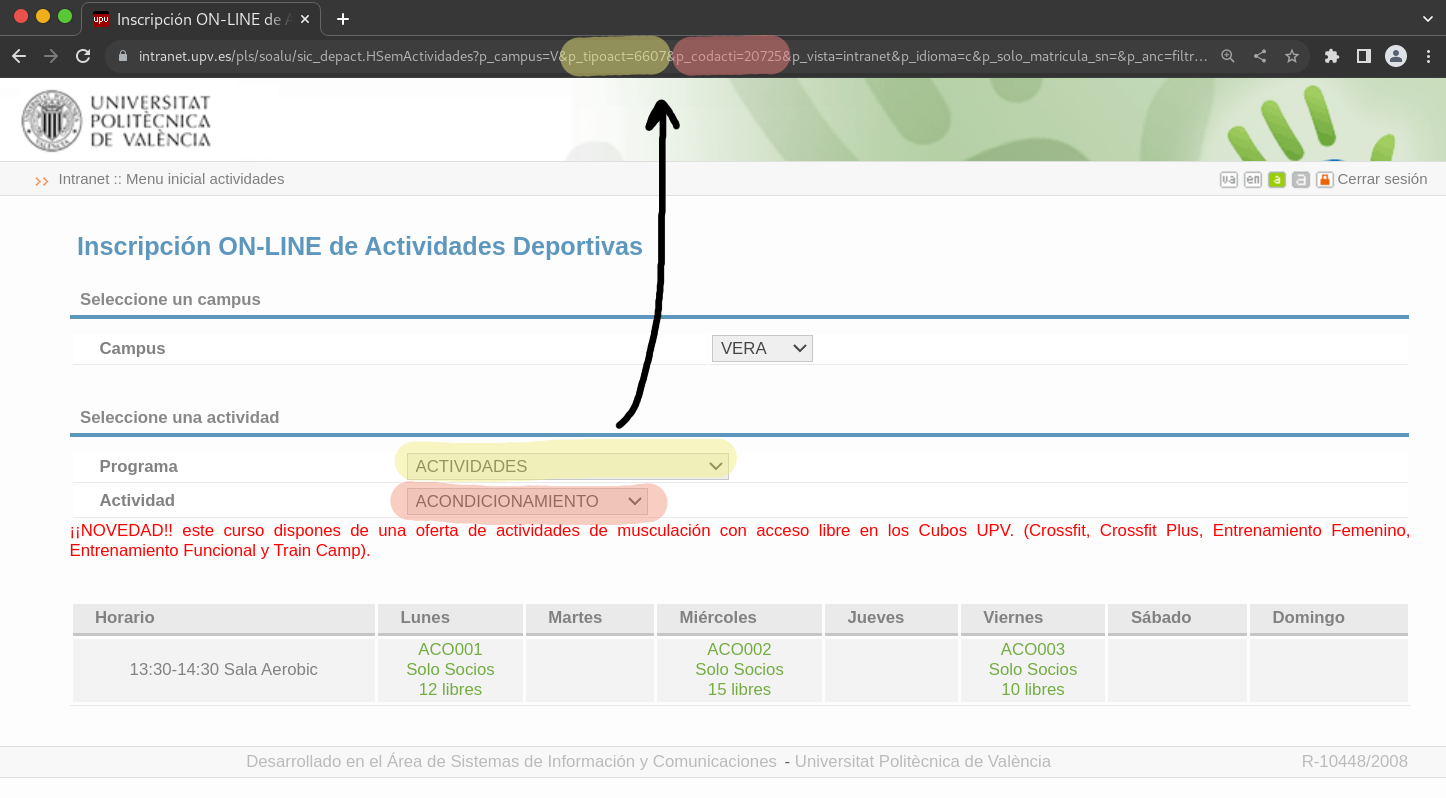 upv Inscripción ON-LINE de A
intranet.upv.es/pls/soalu/sic_depact.HSemActividades?p_campus=V&p_tipoact=6607&p_codacti=20725&p_vista=intranet&p_idioma=c&p_solo_matricula_sn=&p_anc=filtr...
UNIVERSITAT
POLITÈCNICA
DE VALÈNCIA
Intranet :: Menu inicial actividades
va en a a Cerrar sesión
Inscripción ON-LINE de Actividades Deportivas
Seleccione un campus
Campus VERA
Seleccione una actividad
Programa ACTIVIDADES
Actividad ACONDICIONAMIENTO
¡¡NOVEDAD!! este curso dispones de una oferta de actividades de musculación con acceso libre en los Cubos UPV. (Crossfit, Crossfit Plus, Entrenamiento Femenino,
Entrenamiento Funcional y Train Camp).
Horario Lunes Martes Miércoles Jueves Viernes Sábado Domingo
ACO001 ACO002 ACO003
13:30-14:30 Sala Aerobic Solo Socios Solo Socios Solo Socios
12 libres 15 libres 10 libres
Desarrollado en el Área de Sistemas de Información y Comunicaciones - Universitat Politècnica de València R-10448/2008